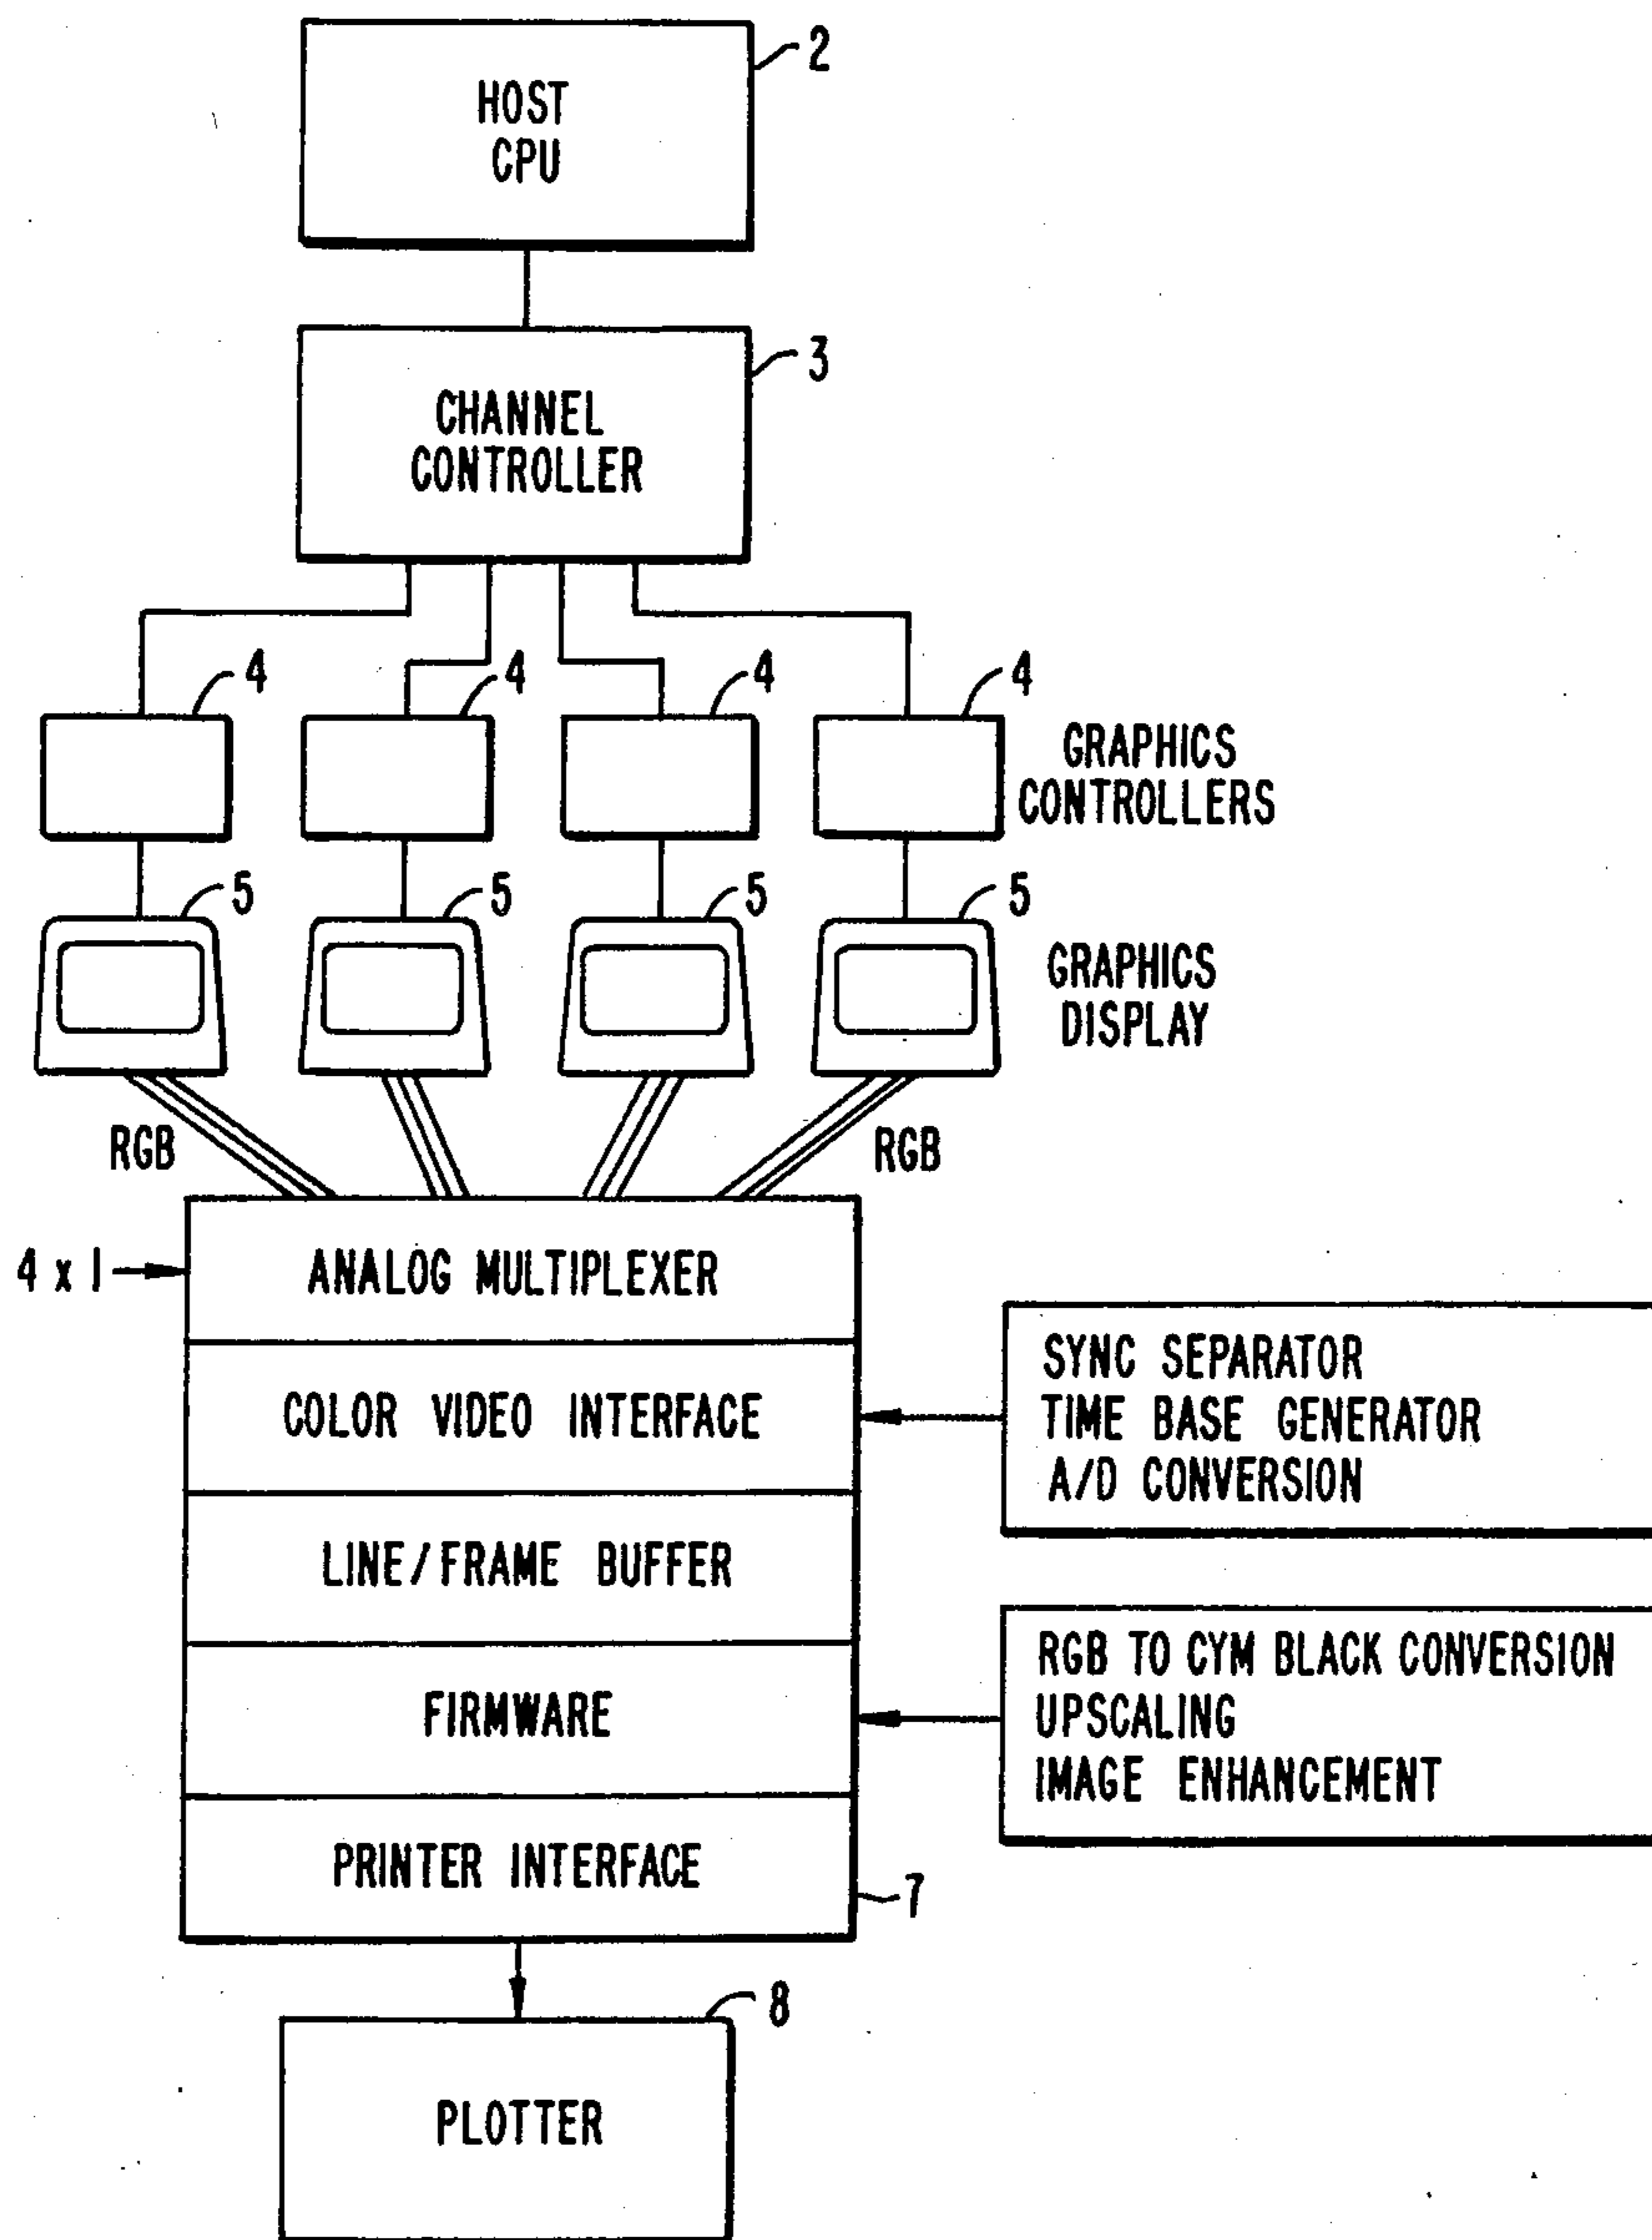 2
HOST
CPU
3
CHANNEL
CONTROLLER
4 4 4 4
GRAPHICS
CONTROLLERS
5 5 5 5
GRAPHICS
DISPLAY
RGB RGB
4 x 1
ANALOG MULTIPLEXER
COLOR VIDEO INTERFACE
SYNC SEPARATOR
TIME BASE GENERATOR
A/D CONVERSION
LINE/FRAME BUFFER
FIRMWARE
RGB TO CYM BLACK CONVERSION
UPSCALING
IMAGE ENHANCEMENT
PRINTER INTERFACE
7
8
PLOTTER